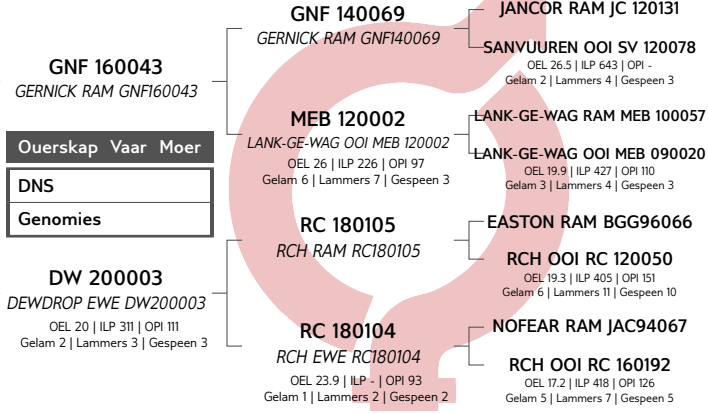 GNF 160043
GERNICK RAM GNF160043
Ouerskap Vaar Moer
DNS
Genomies
DW 200003
DEWDROP EWE DW200003
OEL 20 | ILP 311 | OPI 111
Gelam 2 | Lammers 3 | Gespeen 3
GNF 140069
GERNICK RAM GNF140069
MEB 120002
LANK-GE-WAG OOI MEB 120002
OEL 26 | ILP 226 | OPI 97
Gelam 6 | Lammers 7 | Gespeen 3
RC 180105
RCH RAM RC180105
RC 180104
RCH EWE RC180104
OEL 23.9 | ILP - | OPI 93
Gelam 1 | Lammers 2 | Gespeen 2
JANCOR RAM JC 120131
SANVUUREN OOI SV 120078
OEL 26.5 | ILP 643 | OPI -
Gelam 2 | Lammers 4 | Gespeen 3
LANK-GE-WAG RAM MEB 100057
LANK-GE-WAG OOI MEB 090020
OEL 19.9 | ILP 427 | OPI 110
Gelam 3 | Lammers 4 | Gespeen 3
EASTON RAM BGG96066
RCH OOI RC 120050
OEL 19.3 | ILP 405 | OPI 151
Gelam 6 | Lammers 11 | Gespeen 10
NOFEAR RAM JAC94067
RCH OOI RC 160192
OEL 17.2 | ILP 418 | OPI 126
Gelam 5 | Lammers 7 | Gespeen 5